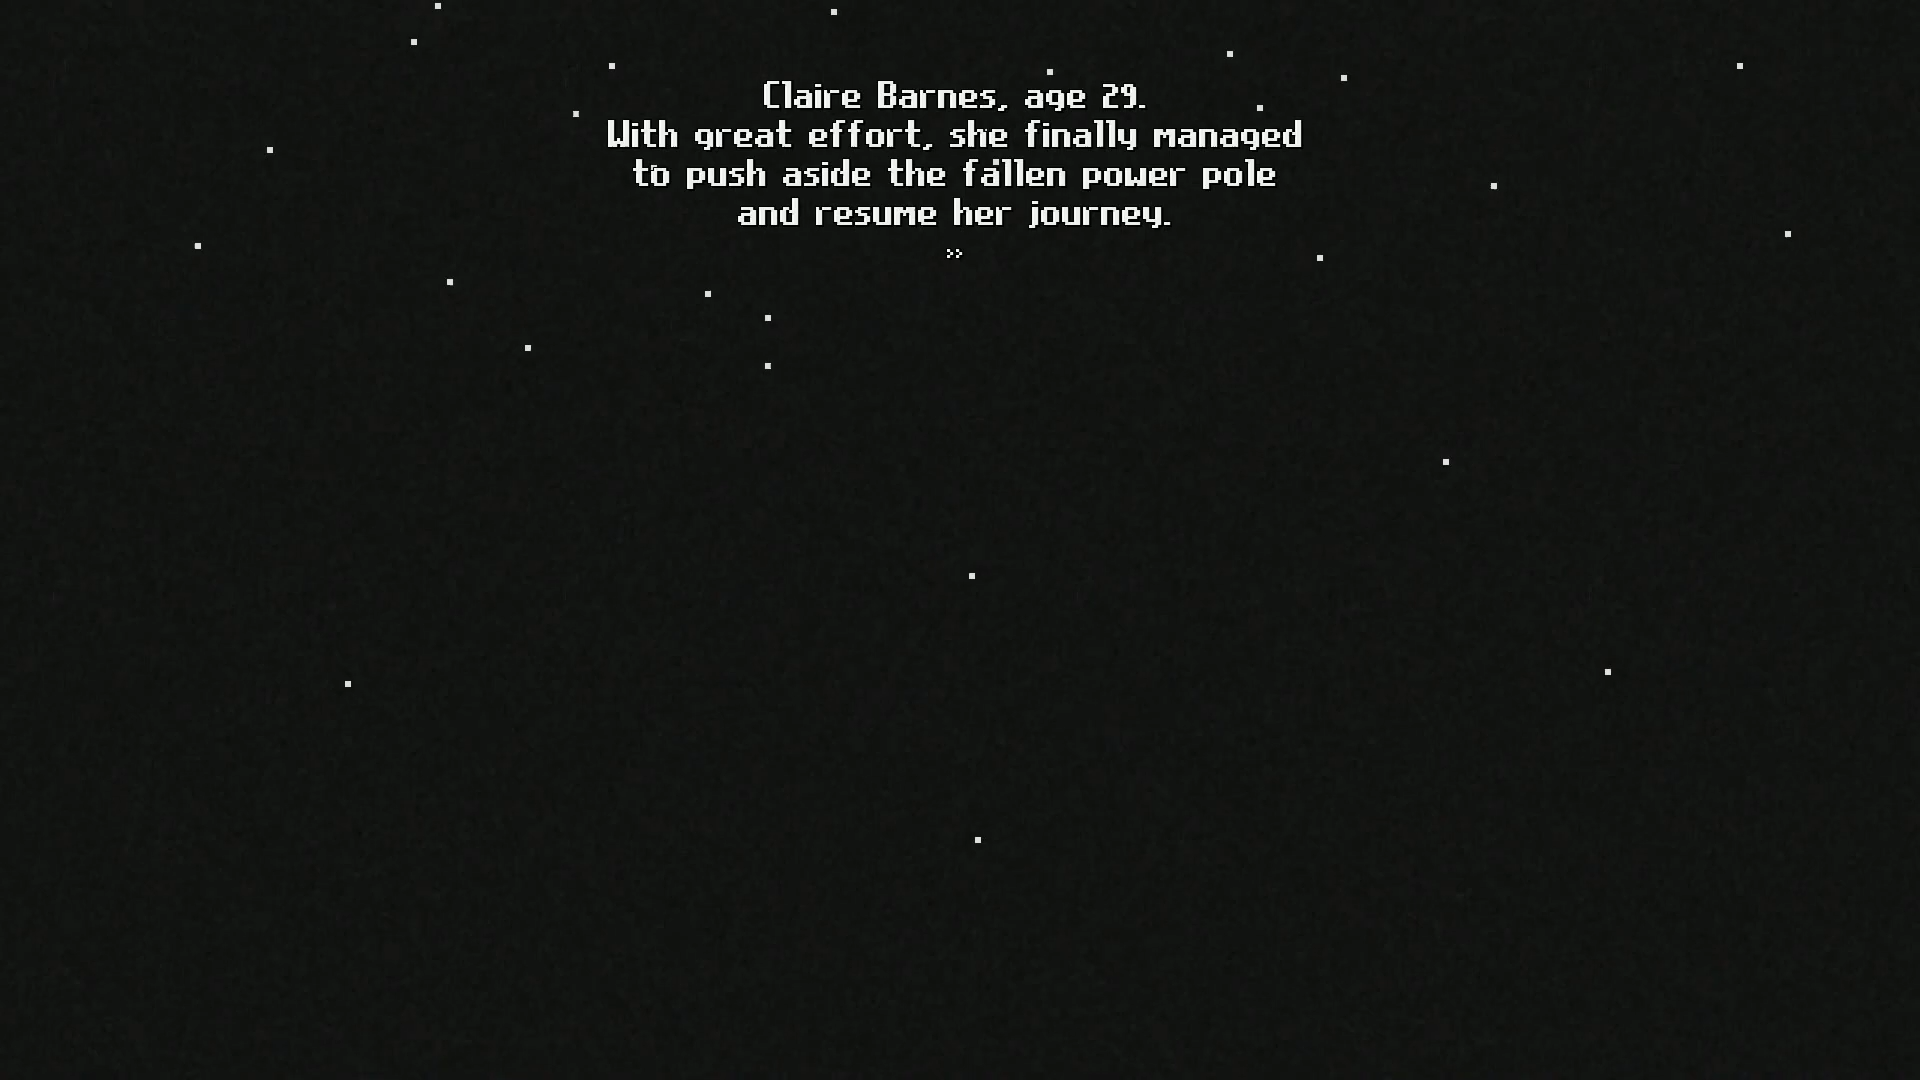 Claire Barnes, age 29.
With great effort, she finally managed
to push aside the fallen power pole
and resume her journey.
»